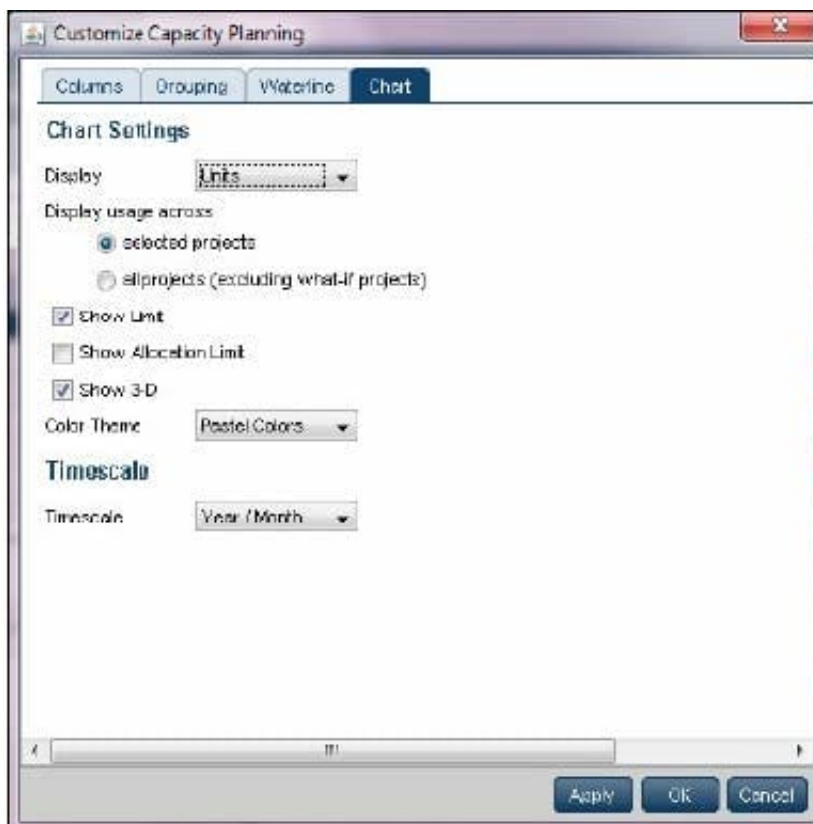 Customize Capacity Planning
Columns Grouping Waterline Chart
Chart Settings
Display Units
Display usage across
selected projects
all projects (excluding what-if projects)
Show Limit
Show Allocation Limit
Show 3-D
Color Theme Pastel Colors
Timescale
Timescale Year / Month
Apply OK Cancel